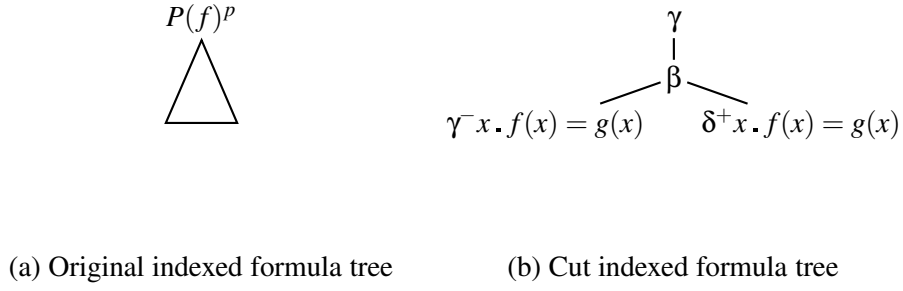 P(f)ᵖ
γ
β
γ⁻x . f(x) = g(x) δ⁺x . f(x) = g(x)
(a) Original indexed formula tree (b) Cut indexed formula tree